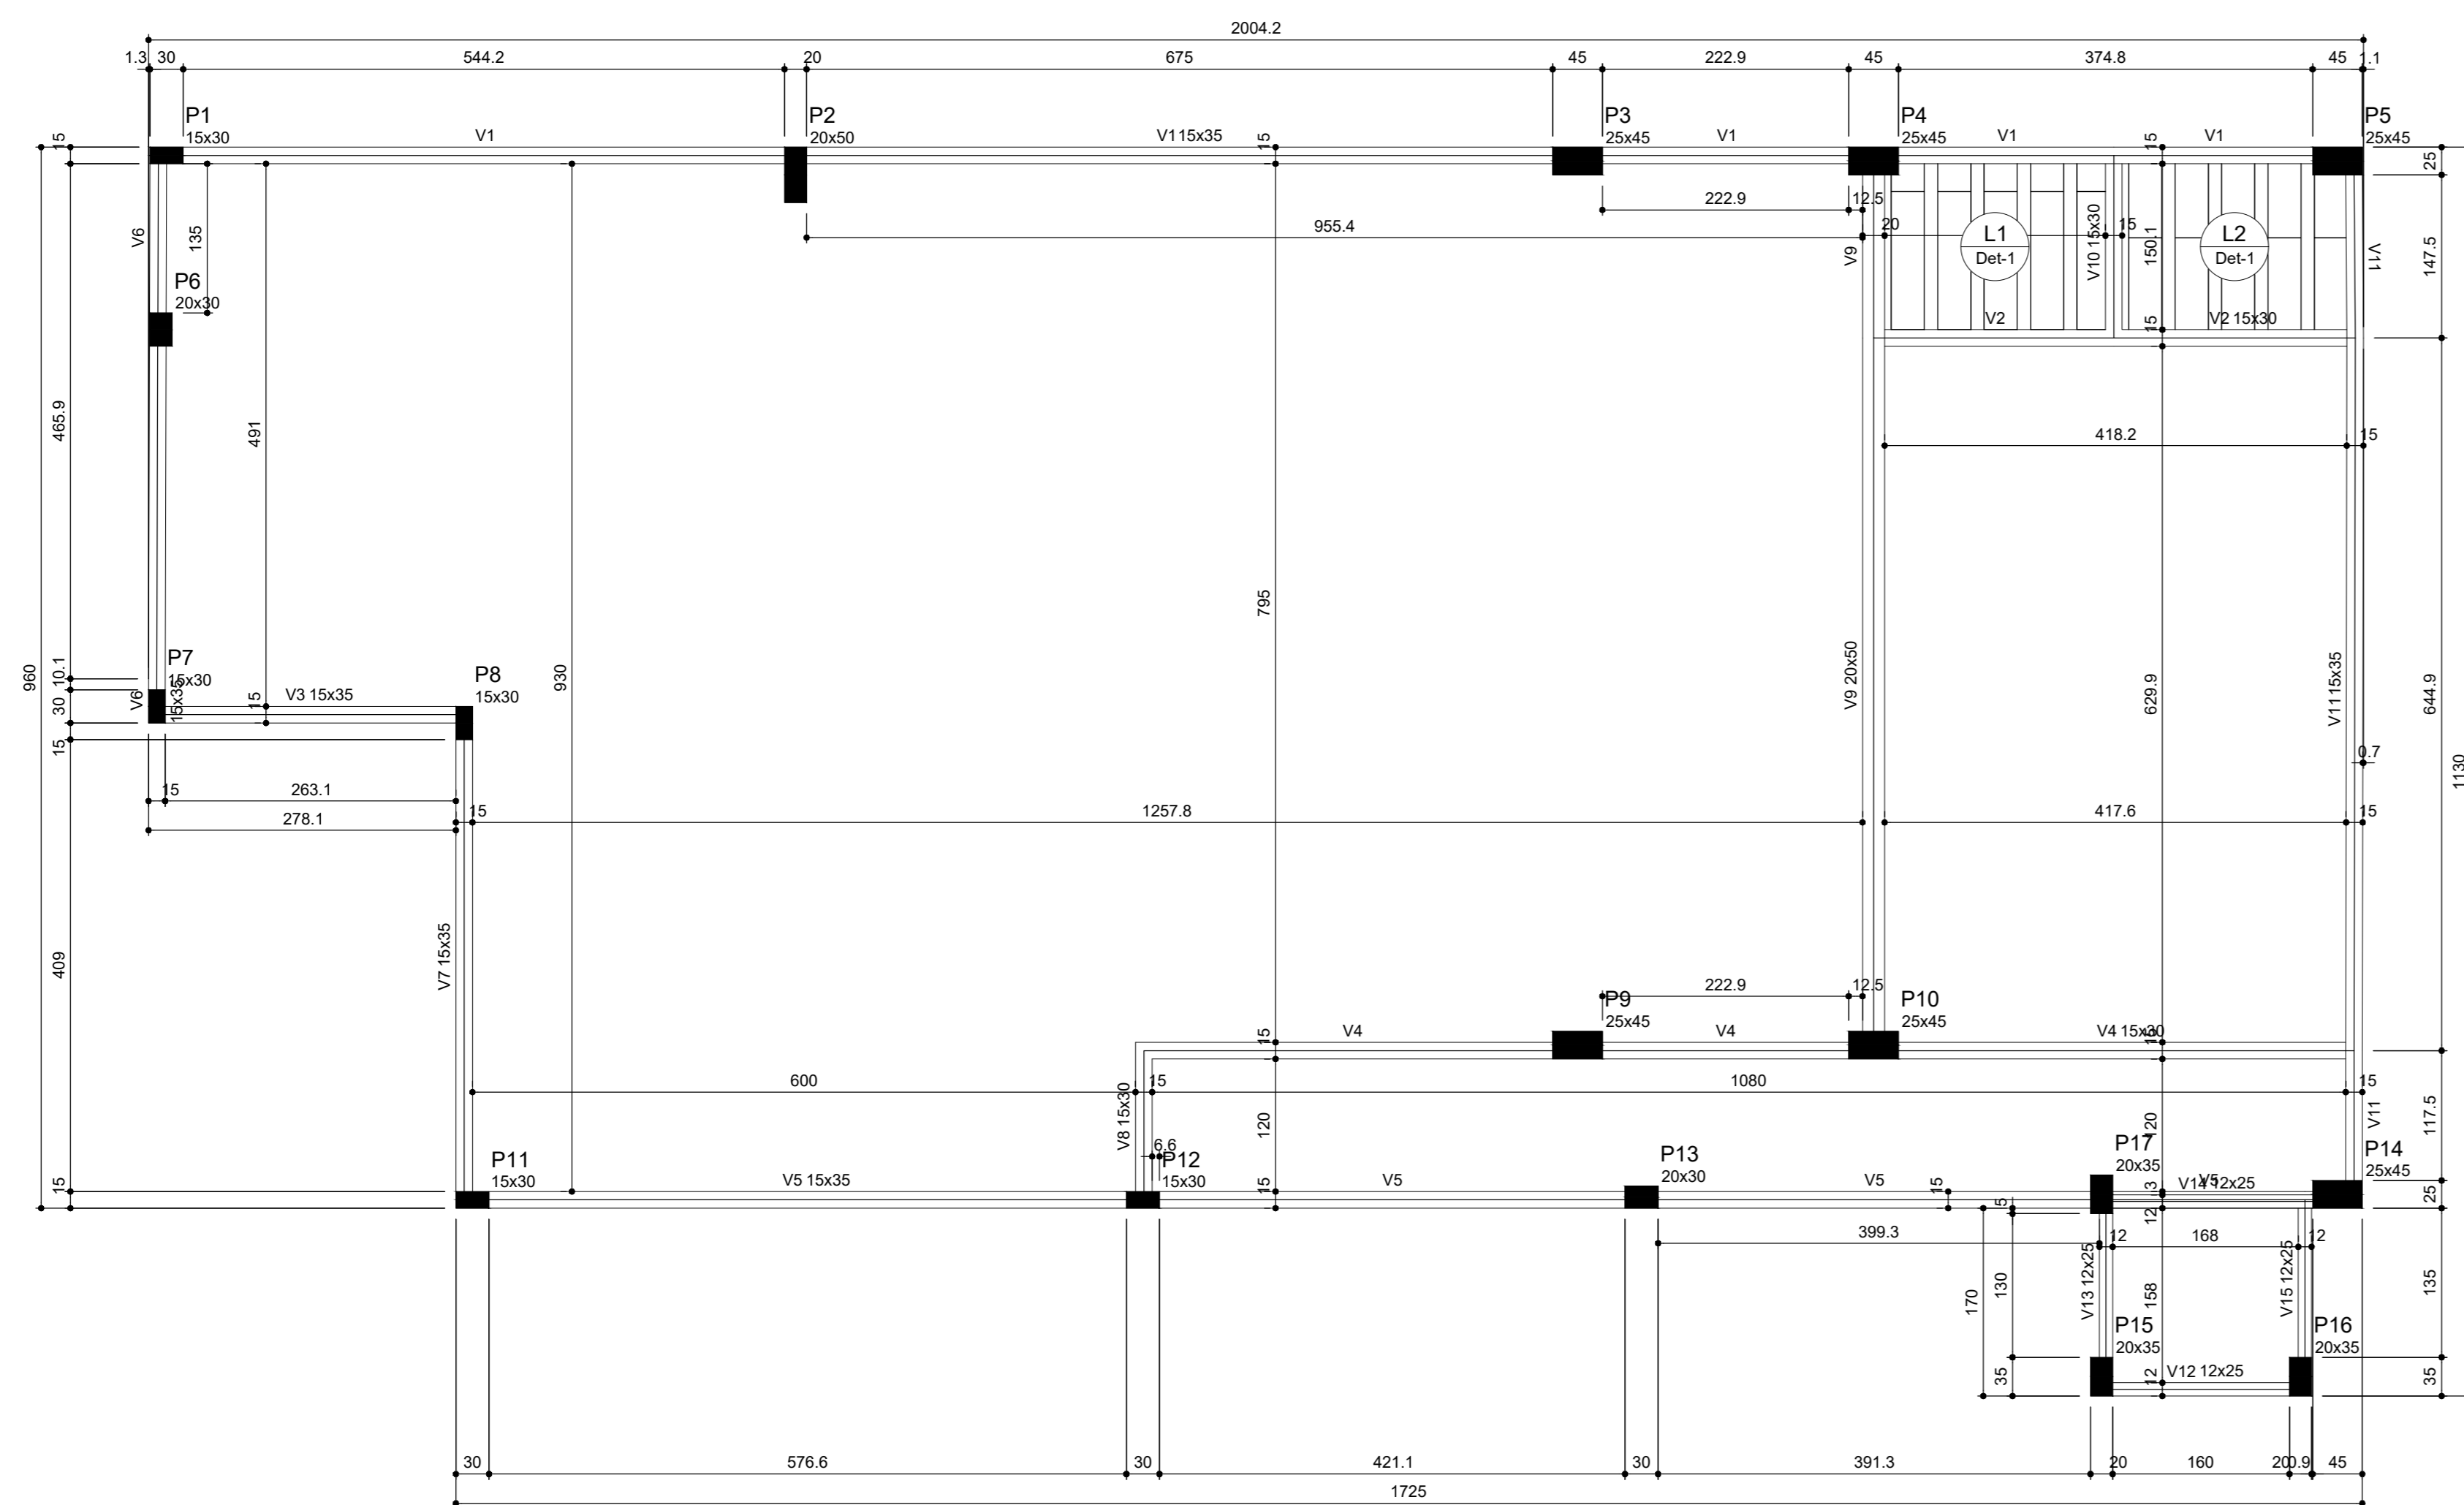 2004.2
1.3 30 544.2 20 675 45 222.9 45 374.8 45 1.1
P1 P2 P3 P4 P5
15x30 20x50 25x45 25x45 25x45
15 V1 V1 15x35 15 V1 V1 15 V1
25
222.9 12.5
955.4 20 15
V6 135 V9 L1 V10 15x30 150.1 L2 V11 147.5
Det-1 Det-1
P6
20x30
V2 15 V2 15x30
465.9 491
418.2 15
795
P7
15x30
P8
15x30
960 10.1 930 V9 20x50 629.9 V11 15x35 644.9
30 V6 15x35 15 V3 15x35
15
0.7
1130
15 263.1
278.1 15 1257.8 417.6 15
409 V7 15x35
222.9 12.5
P9 P10
25x45 25x45
15 V4 V4 V4 15x30 15
600 15 1080 15
V8 15x30 120 120 V11 117.5
6.6
P11 P12 P13 P17 P14
15x30 15x30 20x30 20x35 25x45
15 V5 15x35 15 V5 V5 15 3 V14 12x25 V5 25
5 12
399.3 12 168 12
170 130 V13 12x25 158 V15 12x25 135
P15 P16
20x35 20x35
35 12 V12 12x25 35
30 576.6 30 421.1 30 391.3 20 160 20 0.9 45
1725